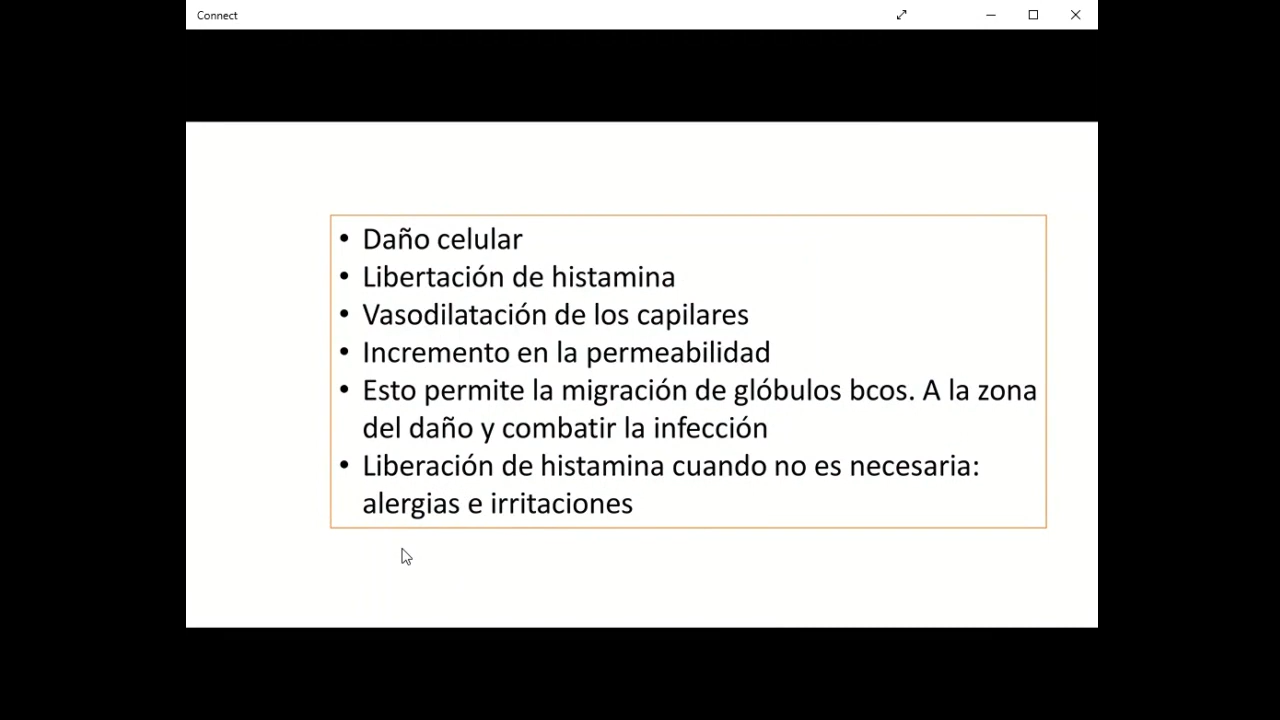 Connect
• Daño celular
• Libertación de histamina
• Vasodilatación de los capilares
• Incremento en la permeabilidad
• Esto permite la migración de glóbulos bcos. A la zona
del daño y combatir la infección
• Liberación de histamina cuando no es necesaria:
alergias e irritaciones